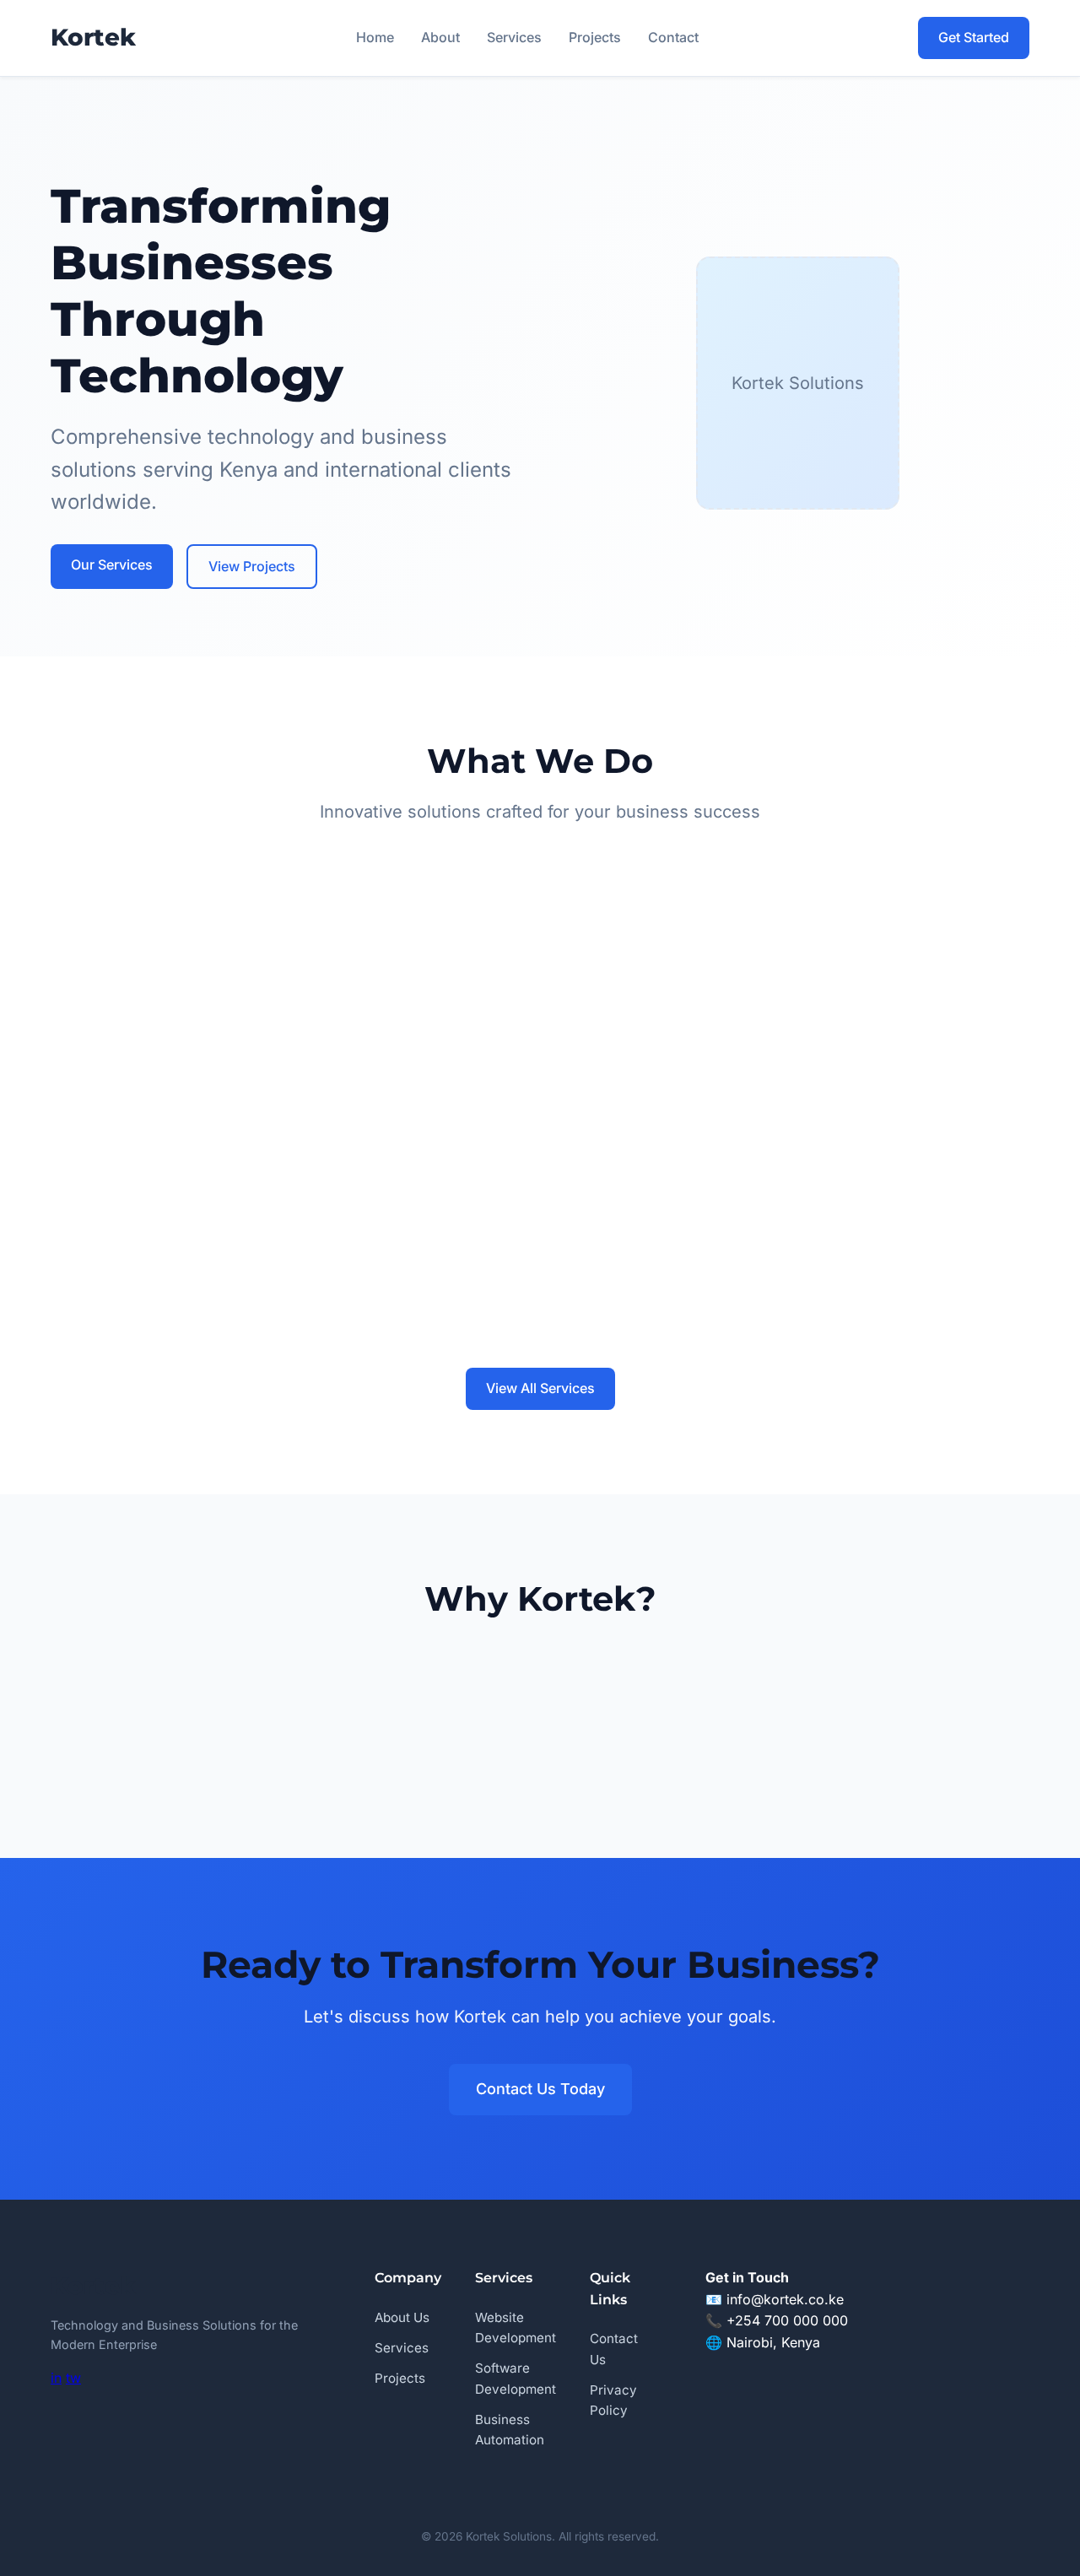 Kortek
Home About Services Projects Contact
Get Started
Transforming
Businesses
Through
Technology
Comprehensive technology and business
solutions serving Kenya and international clients
worldwide.
Our Services View Projects
Kortek Solutions
What We Do
Innovative solutions crafted for your business success
View All Services
Why Kortek?
Ready to Transform Your Business?
Let's discuss how Kortek can help you achieve your goals.
Contact Us Today
Technology and Business Solutions for the
Modern Enterprise
in tw
Company
About Us
Services
Projects
Services
Website
Development
Software
Development
Business
Automation
Quick
Links
Contact
Us
Privacy
Policy
Get in Touch
📧 info@kortek.co.ke
📞 +254 700 000 000
🌐 Nairobi, Kenya
© 2026 Kortek Solutions. All rights reserved.